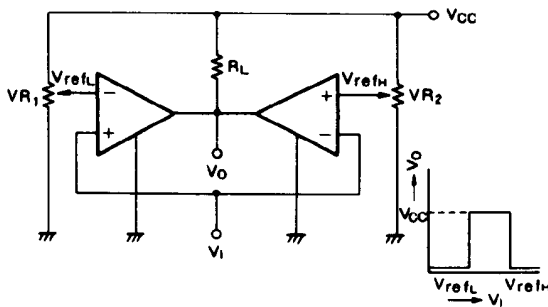 VCC
RL
VrefL
VrefH
VR1
VR2
−
+
+
−
VO
VI
VO
VCC
VrefL
VrefH
VI